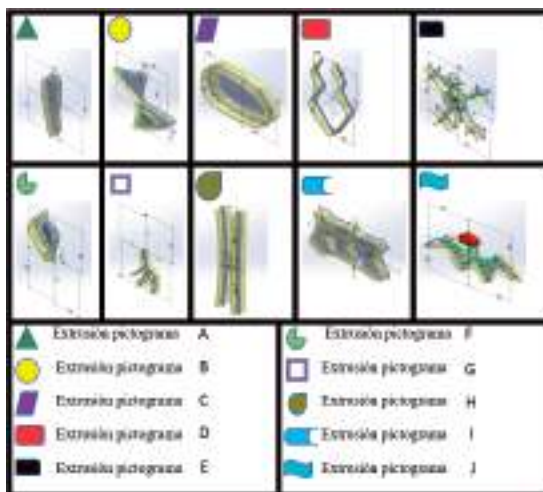 Extrusión pictograma A
Extrusión pictograma B
Extrusión pictograma C
Extrusión pictograma D
Extrusión pictograma E
Extrusión pictograma F
Extrusión pictograma G
Extrusión pictograma H
Extrusión pictograma I
Extrusión pictograma J